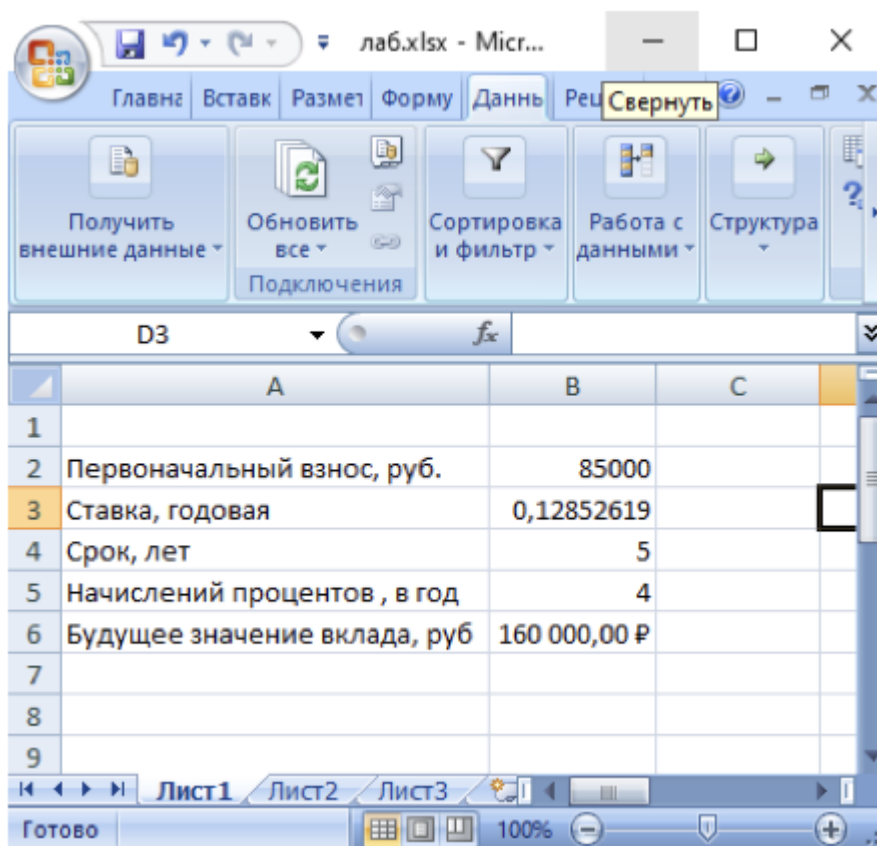 лаб.xlsx - Micr...
Главна Вставк Размет Форму Даннь Рец Свернуть
Получить внешние данные
Обновить все
Сортировка и фильтр
Работа с данными
Структура
Подключения
D3 fx
A B C
1
2 Первоначальный взнос, руб. 85000
3 Ставка, годовая 0,12852619
4 Срок, лет 5
5 Начислений процентов , в год 4
6 Будущее значение вклада, руб 160 000,00 ₽
7
8
9
Лист1 Лист2 Лист3
Готово 100%